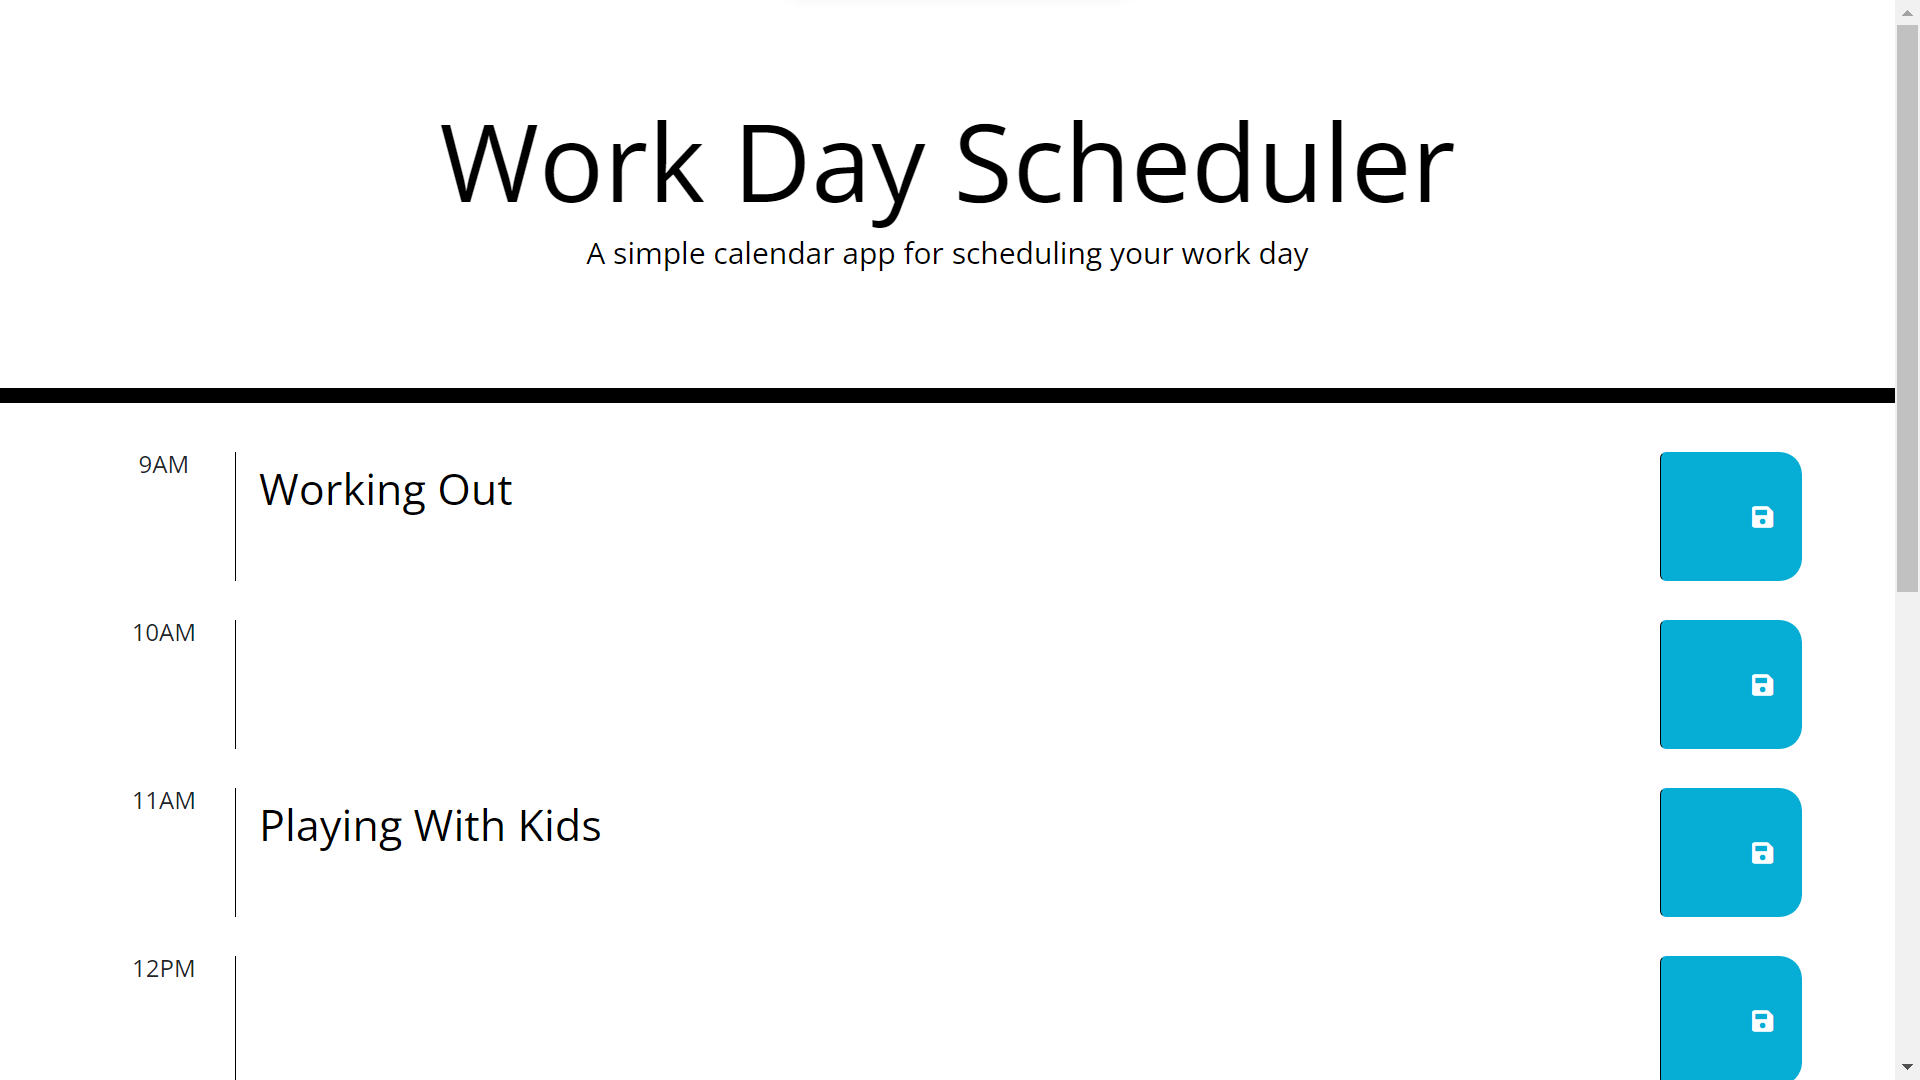 Work Day Scheduler
A simple calendar app for scheduling your work day
9AM
Working Out
10AM
11AM
Playing With Kids
12PM